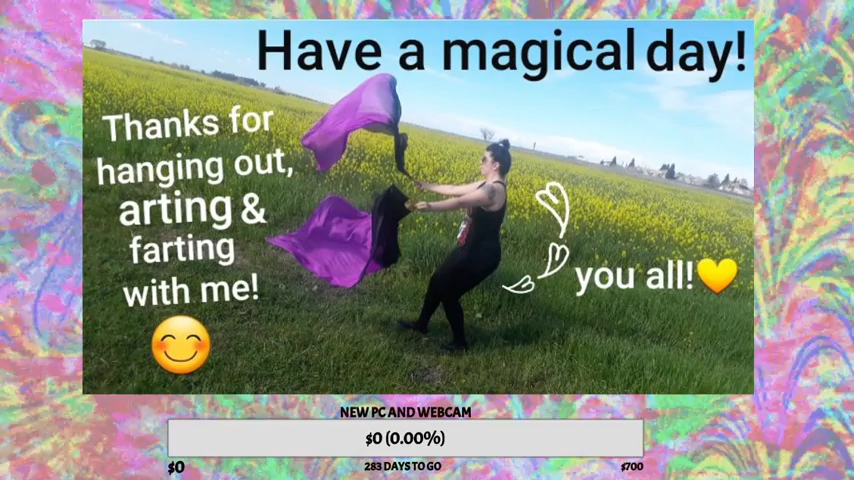 Have a magical day!
Thanks for
hanging out,
arting &
farting
with me!
you all!
NEW PC AND WEBCAM
$0 (0.00%)
$0
283 DAYS TO GO
$700